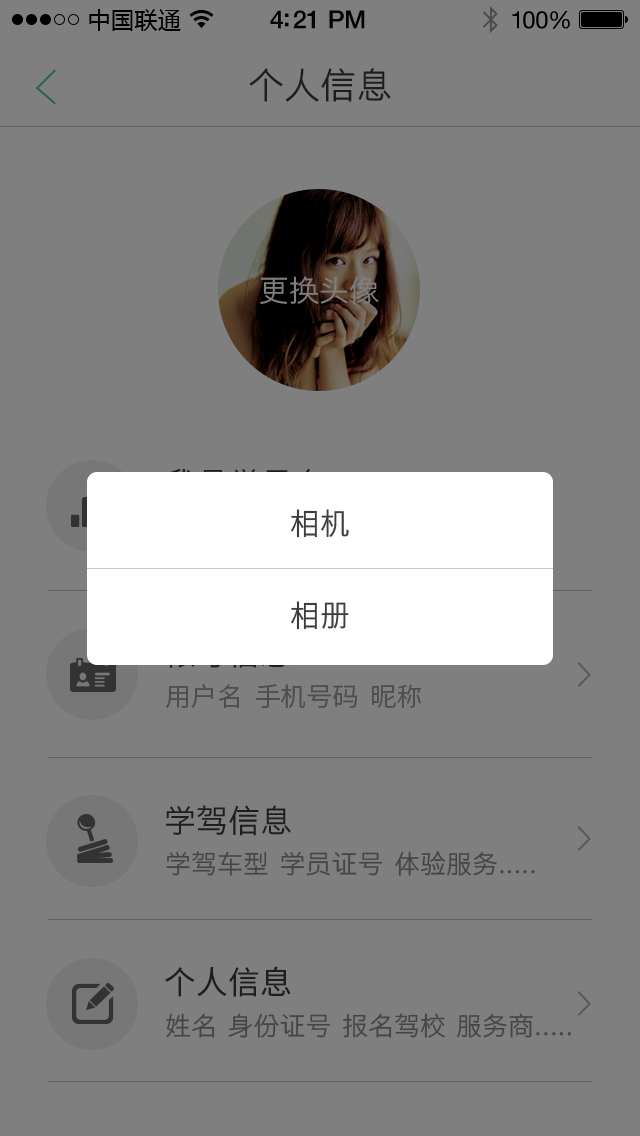 中国联通 4:21 PM 100%
个人信息
更换头像
相机
相册
用户名 手机号码 昵称
学驾信息
学驾车型 学员证号 体验服务.....
个人信息
姓名 身份证号 报名驾校 服务商.....